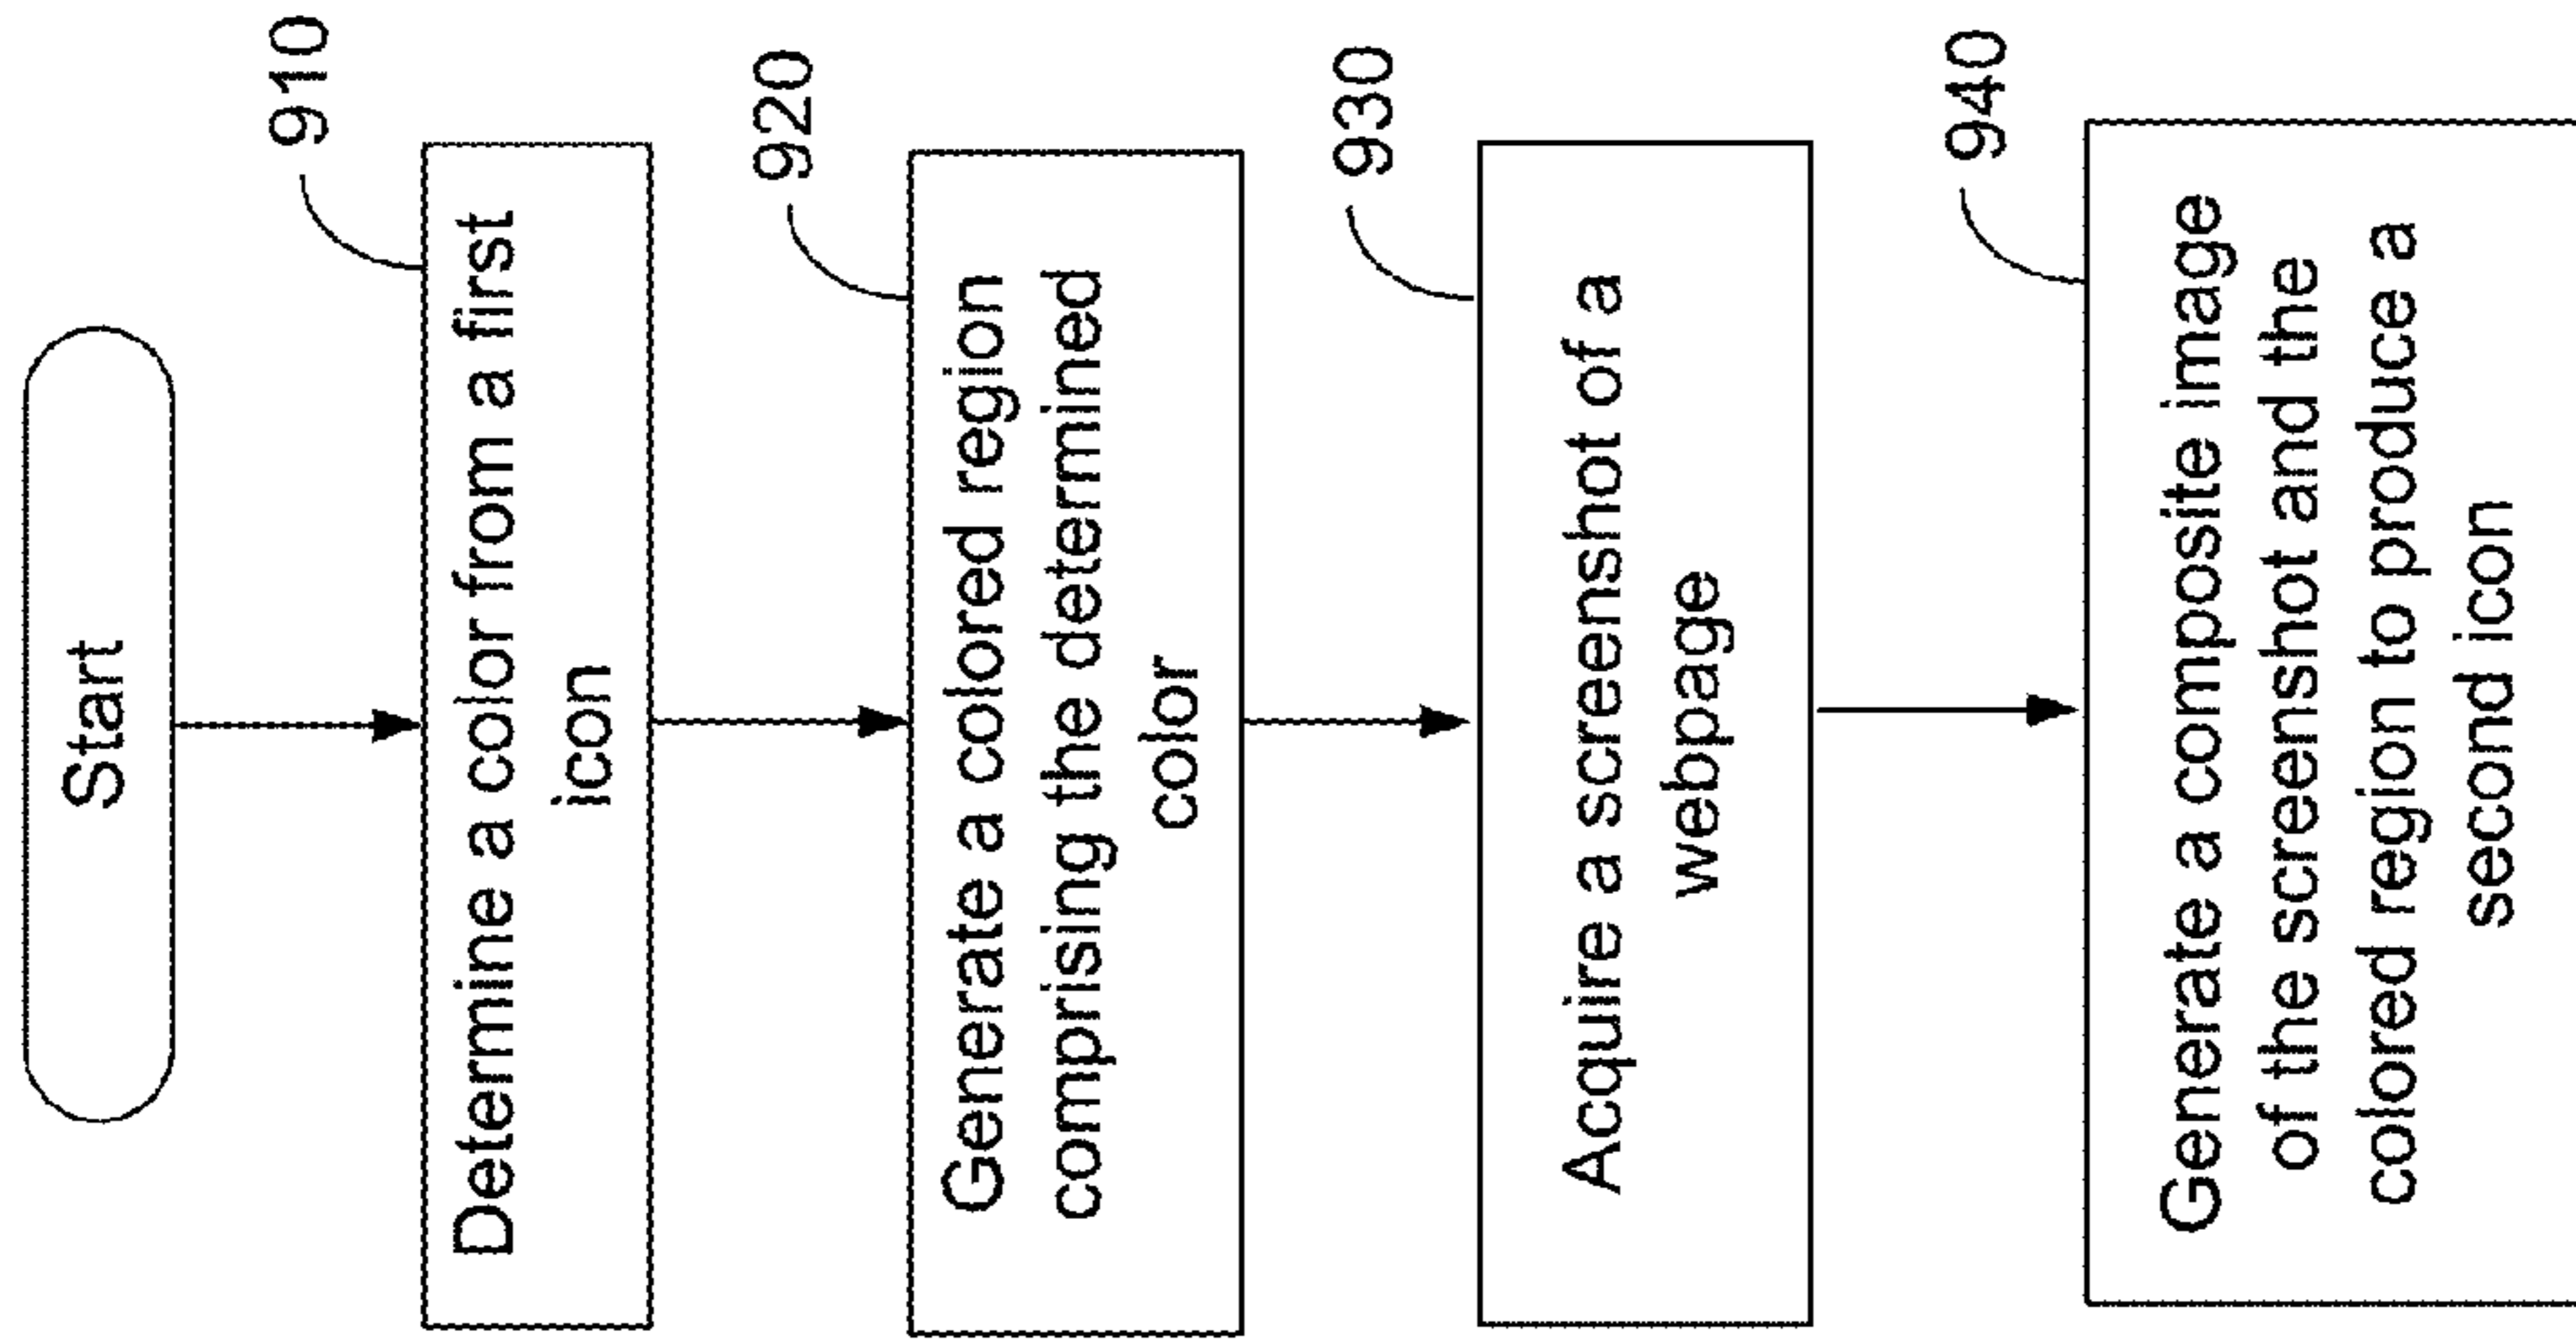 Start
910
Determine a color from a first
icon
920
Generate a colored region
comprising the determined
color
930
Acquire a screenshot of a
webpage
940
Generate a composite image
of the screenshot and the
colored region to produce a
second icon